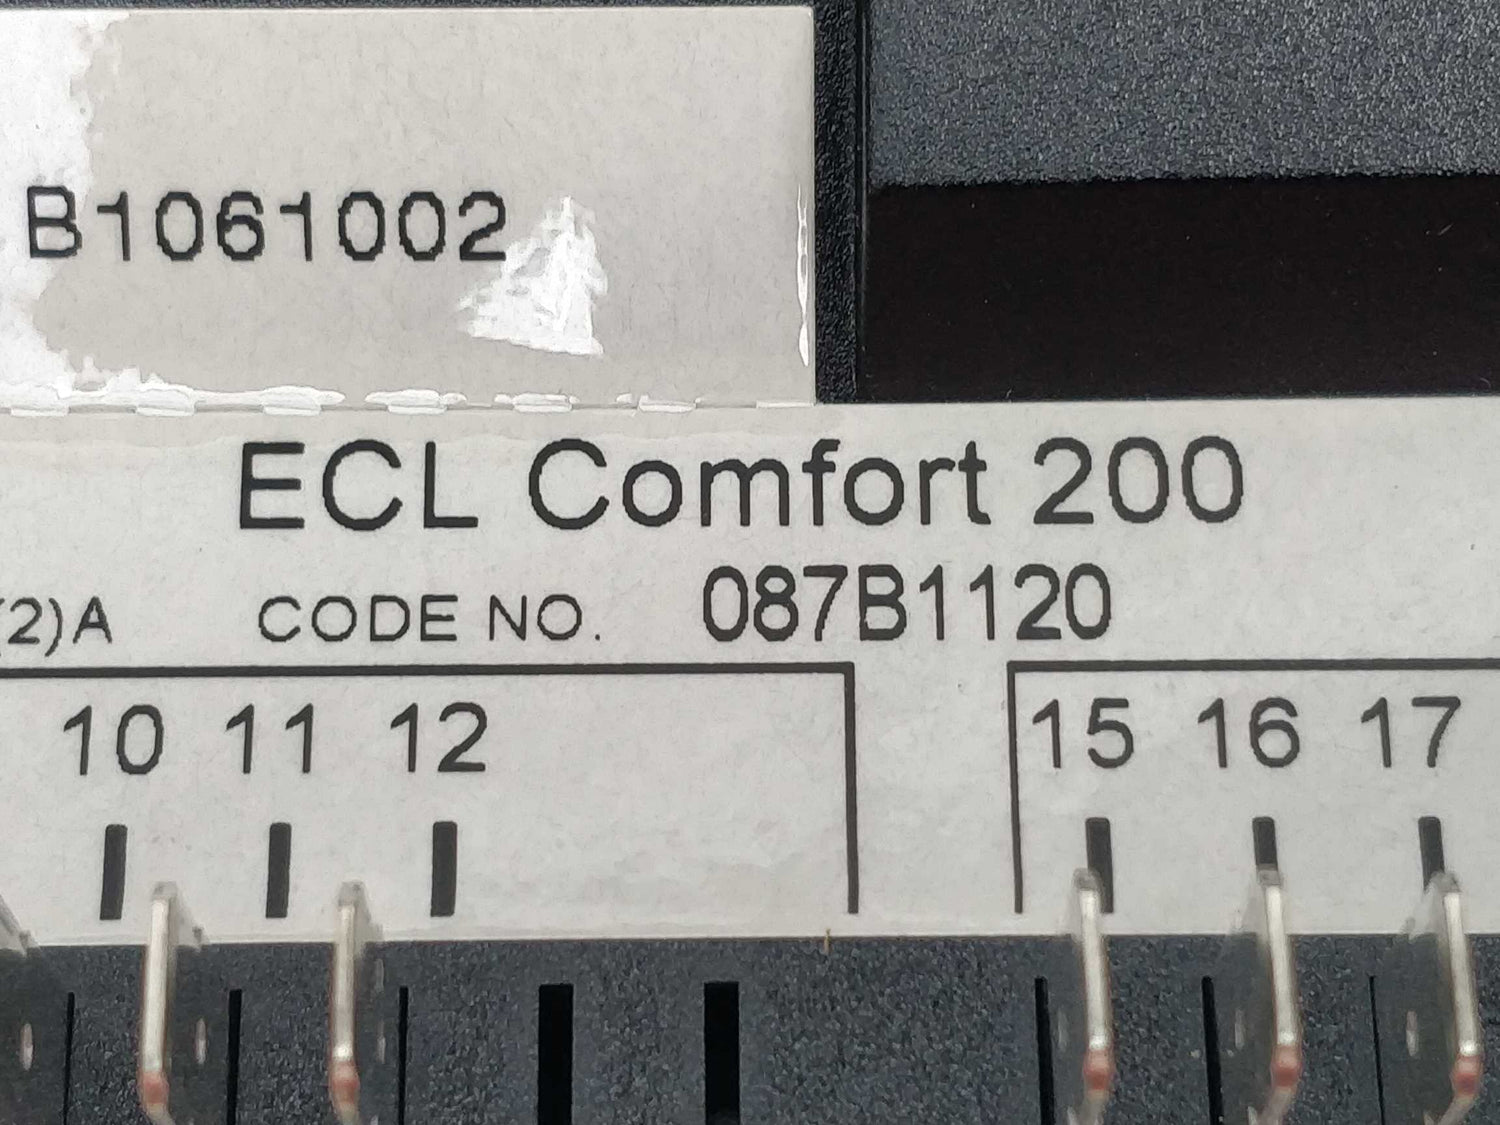 B1061002
ECL Comfort 200
(2)A CODE NO. 087B1120
10 11 12 15 16 17